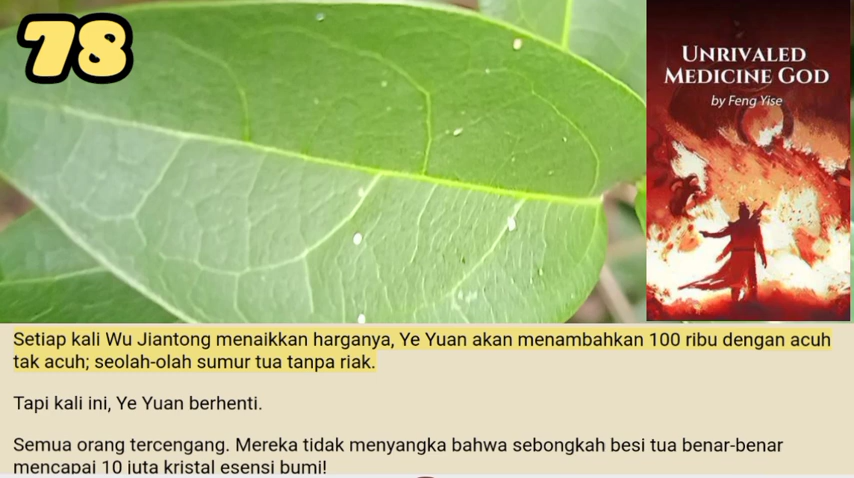 78
UNRIVALED
MEDICINE GOD
by Feng Yise
Setiap kali Wu Jiantong menaikkan harganya, Ye Yuan akan menambahkan 100 ribu dengan acuh
tak acuh; seolah-olah sumur tua tanpa riak.
Tapi kali ini, Ye Yuan berhenti.
Semua orang tercengang. Mereka tidak menyangka bahwa sebongkah besi tua benar-benar
mencapai 10 juta kristal esensi bumi!